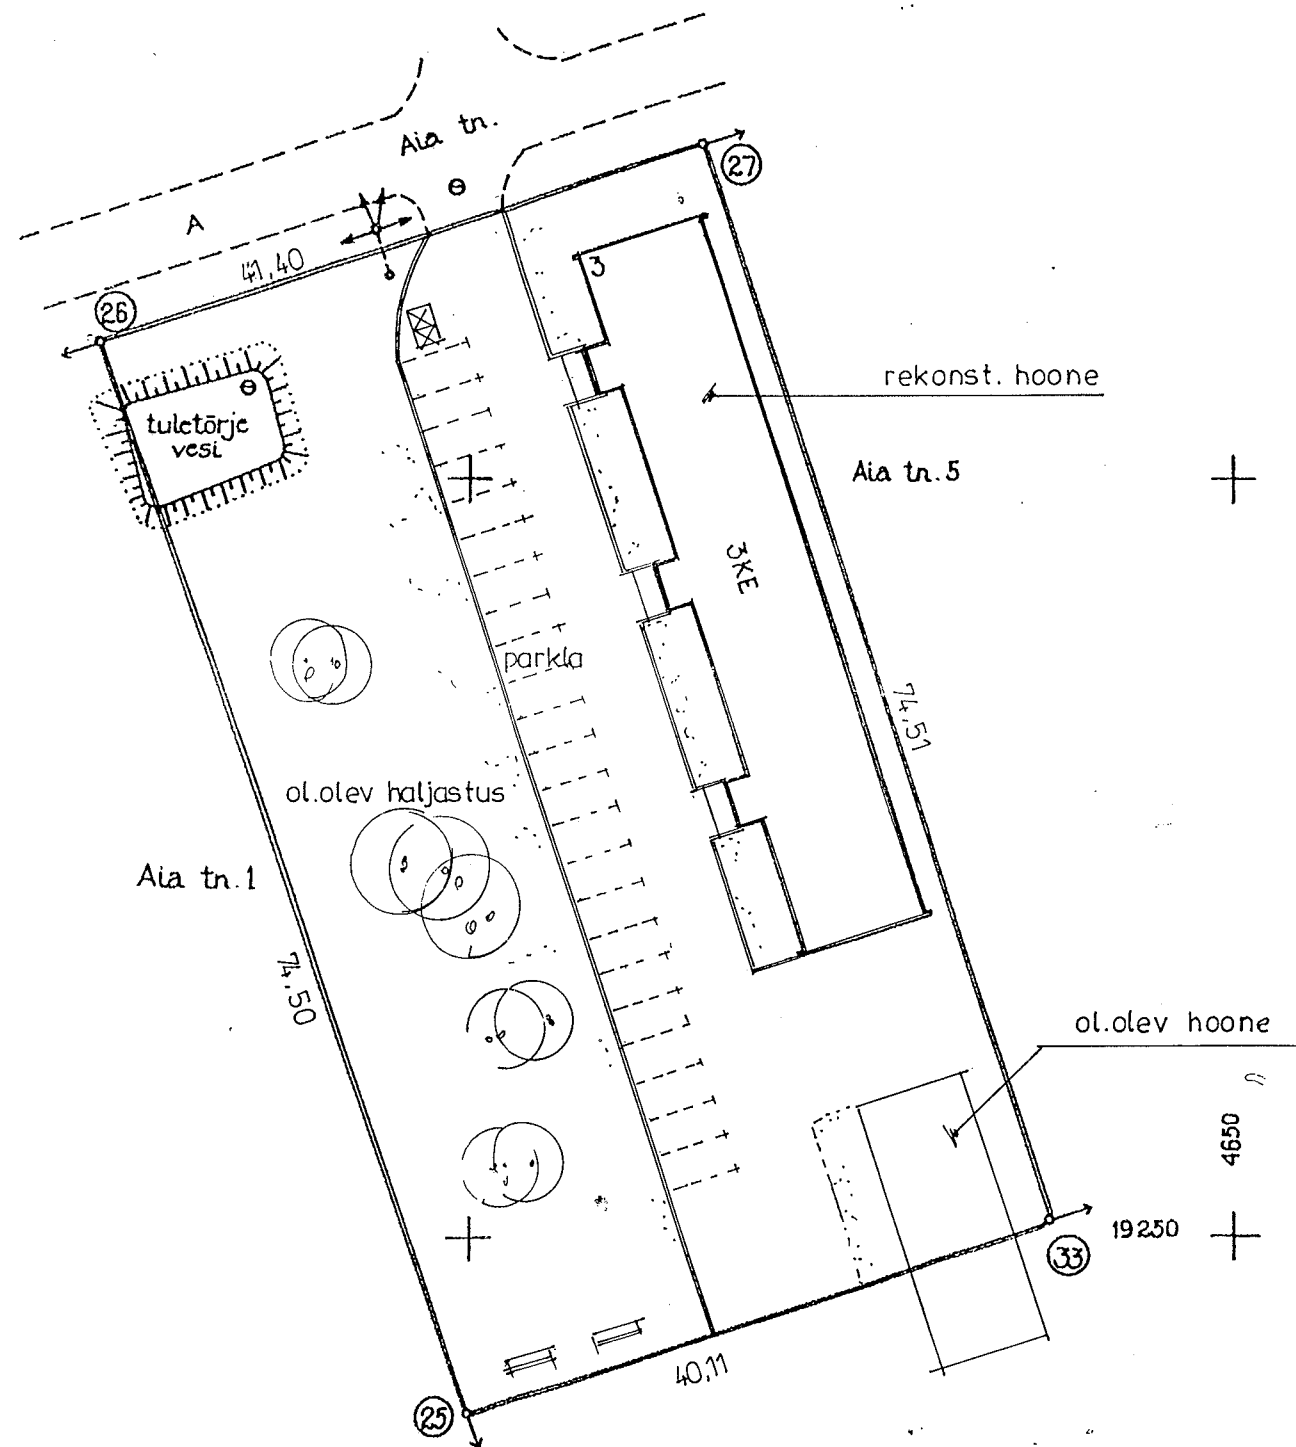 Aia tn.
27
A
41,40
26
3
rekonst. hoone
tuletõrje
vesi
Aia tn. 5
3KE
parkla
74,51
ol.olev haljastus
Aia tn. 1
74,50
ol.olev hoone
4650
19250
33
40,11
25